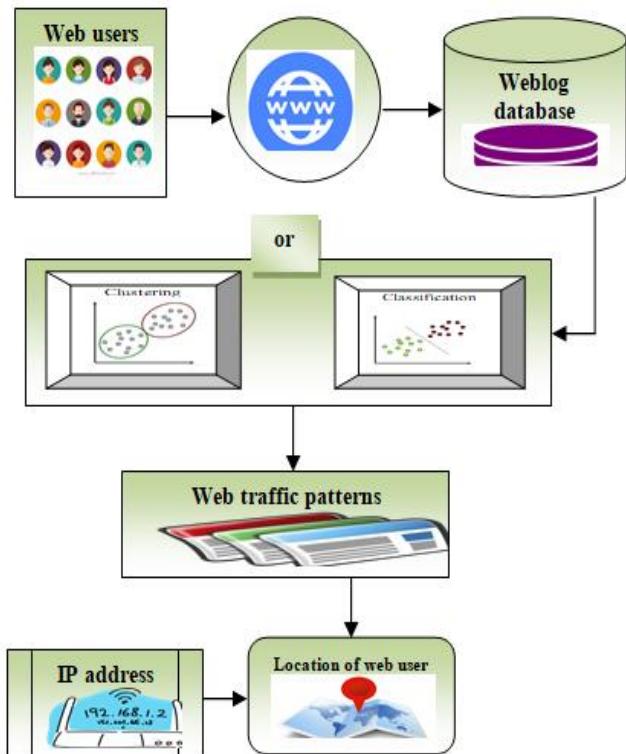 Web users
WWW
Weblog
database
or
Clustering
Classification
Web traffic patterns
IP address
192.168.1.2
Location of web user